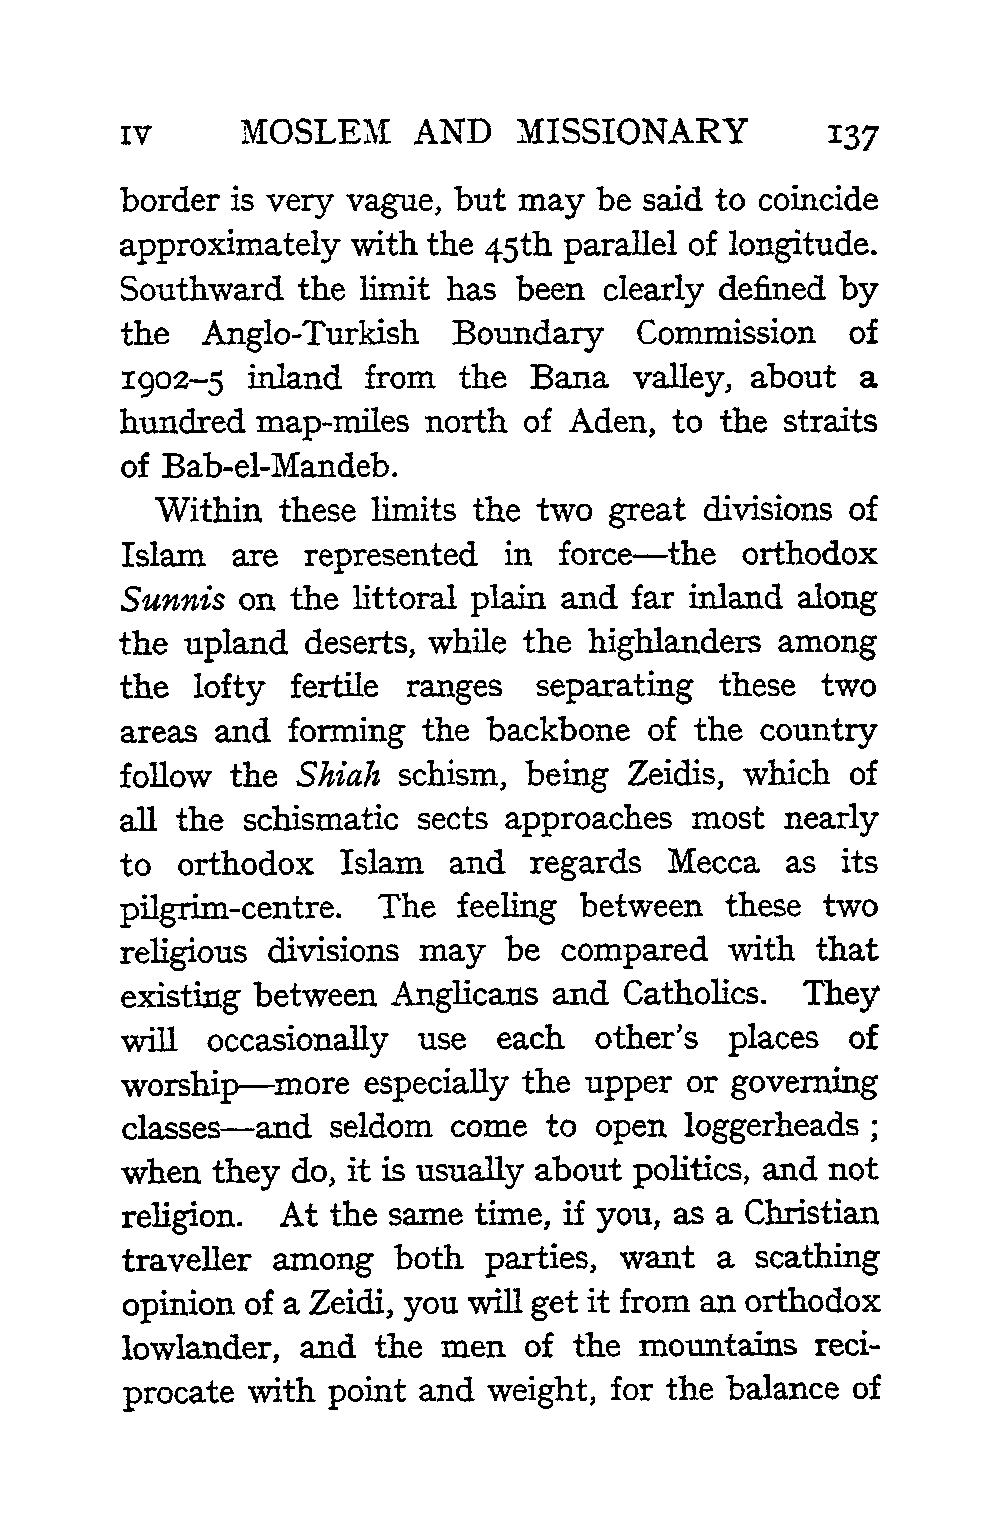 IV MOSLEM AND MISSIONARY 137
border is very vague, but may be said to coincide
approximately with the 45th parallel of longitude.
Southward the limit has been clearly defined by
the Anglo-Turkish Boundary Commission of
1902–5 inland from the Bana valley, about a
hundred map-miles north of Aden, to the straits
of Bab-el-Mandeb.
Within these limits the two great divisions of
Islam are represented in force—the orthodox
Sunnis on the littoral plain and far inland along
the upland deserts, while the highlanders among
the lofty fertile ranges separating these two
areas and forming the backbone of the country
follow the Shiah schism, being Zeidis, which of
all the schismatic sects approaches most nearly
to orthodox Islam and regards Mecca as its
pilgrim-centre. The feeling between these two
religious divisions may be compared with that
existing between Anglicans and Catholics. They
will occasionally use each other's places of
worship—more especially the upper or governing
classes—and seldom come to open loggerheads ;
when they do, it is usually about politics, and not
religion. At the same time, if you, as a Christian
traveller among both parties, want a scathing
opinion of a Zeidi, you will get it from an orthodox
lowlander, and the men of the mountains reci-
procate with point and weight, for the balance of